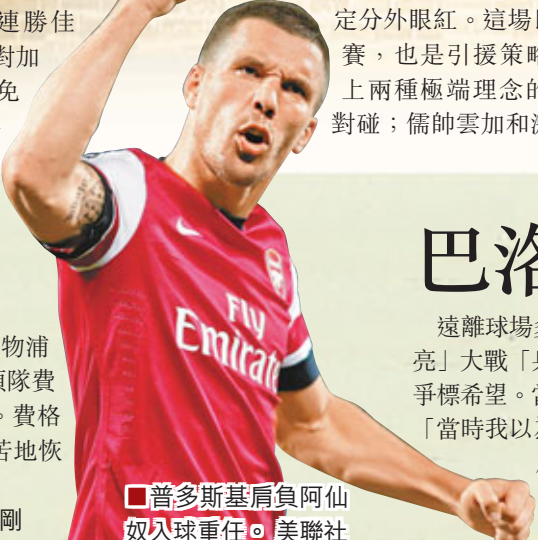 連勝佳
對加
免
物浦
領隊費
。費格
苦地恢
剛
定分外眼紅。這場
賽，也是引援策略
上兩種極端理念的
對碰；儒帥雲加和
Fly
Emirates
巴洛
遠離球場
亮」大戰「
爭標希望。
「當時我以
■普多斯基肩負阿仙
奴入球重任。 美聯社